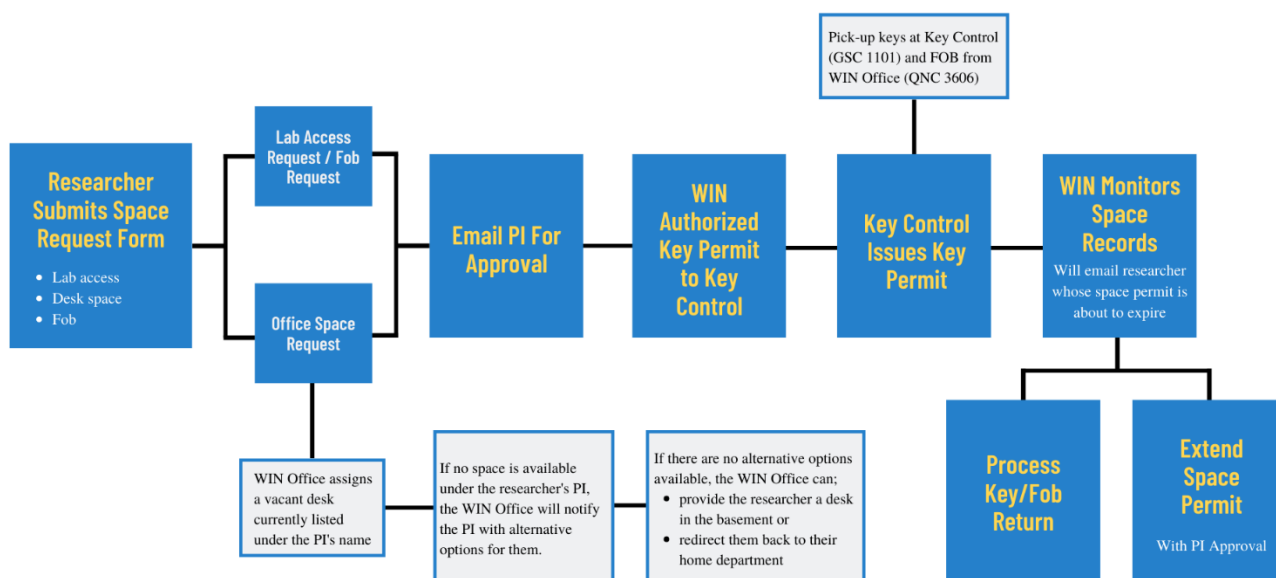 Researcher
Submits Space
Request Form
• Lab access
• Desk space
• Fob
Lab Access
Request / Fob
Request
Office Space
Request
WIN Office assigns
a vacant desk
currently listed
under the PI's name
If no space is available
under the researcher's PI,
the WIN Office will notify
the PI with alternative
options for them.
If there are no alternative options
available, the WIN Office can;
• provide the researcher a desk
in the basement or
• redirect them back to their
home department
Email PI For
Approval
WIN
Authorized
Key Permit
to Key
Control
Pick-up keys at Key Control
(GSC 1101) and FOB from
WIN Office (QNC 3606)
Key Control
Issues Key
Permit
WIN Monitors
Space
Records
Will email researcher
whose space permit is
about to expire
Process
Key/Fob
Return
Extend
Space
Permit
With PI Approval